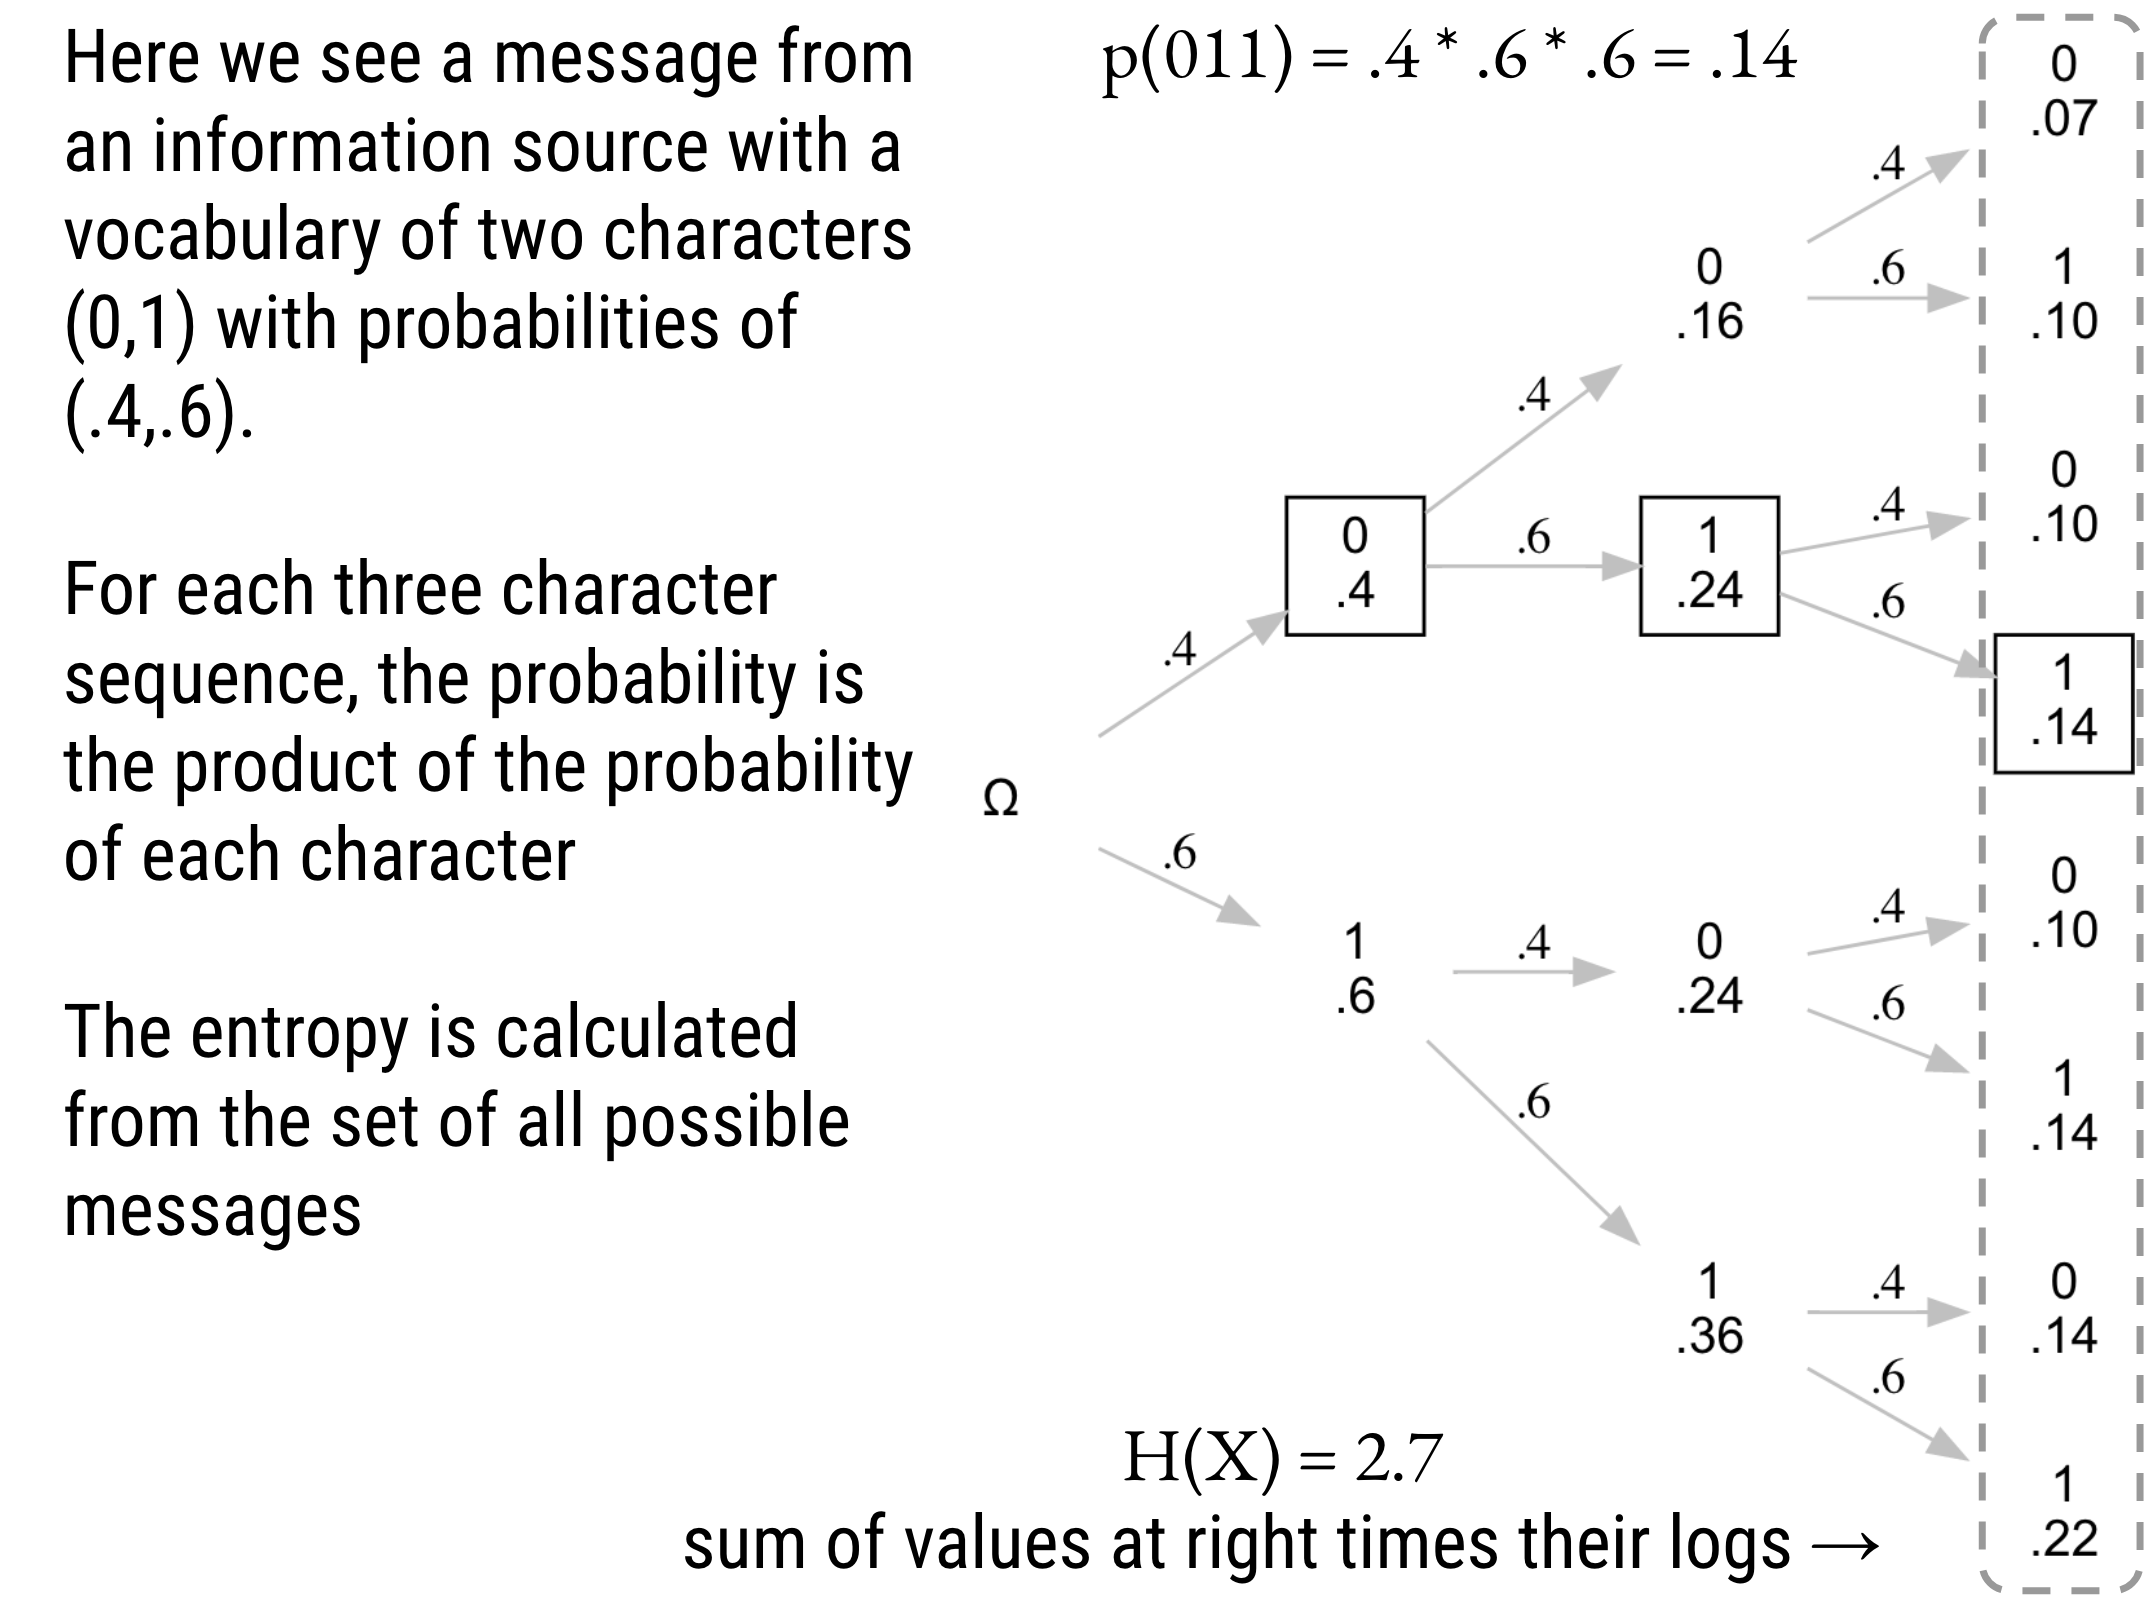 Here we see a message from
an information source with a
vocabulary of two characters
(0,1) with probabilities of
(.4,.6).
For each three character
sequence, the probability is
the product of the probability
of each character
The entropy is calculated
from the set of all possible
messages
p(011) = .4 * .6 * .6 = .14
Ω
.4
.6
0
.4
1
.6
.4
.6
.4
.6
0
.16
1
.24
0
.24
1
.36
.4
.6
.4
.6
.4
.6
.4
.6
0
.07
1
.10
0
.10
1
.14
0
.10
1
.14
0
.14
1
.22
H(X) = 2.7
sum of values at right times their logs →